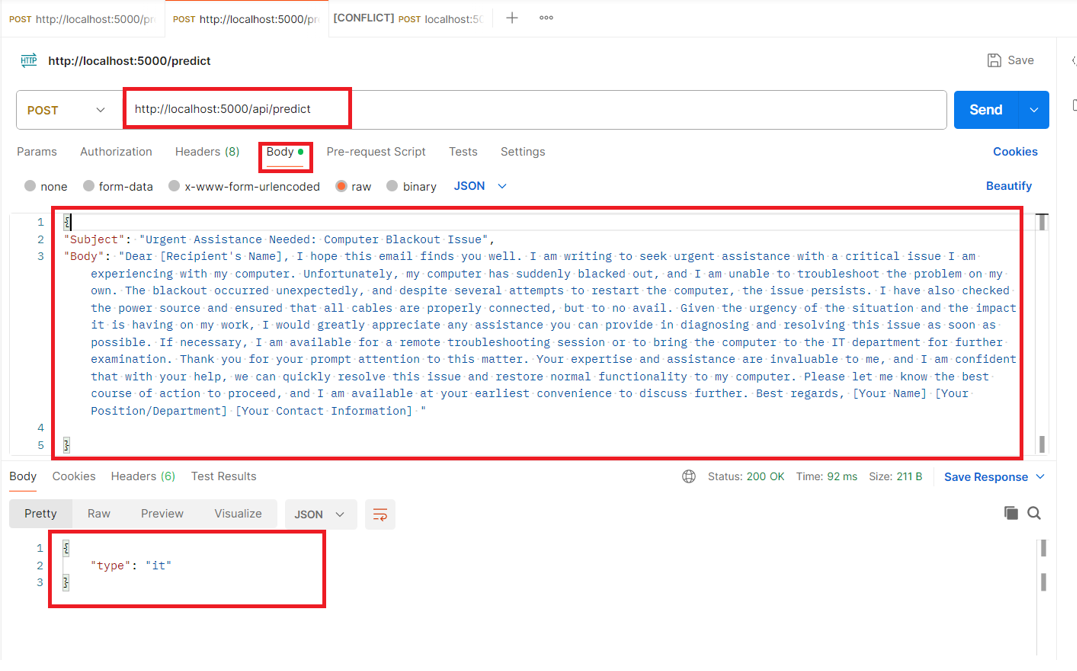 POST http://localhost:5000/pr
POST http://localhost:5000/pr
[CONFLICT] POST localhost:50
http://localhost:5000/predict
Save
POST
http://localhost:5000/api/predict
Send
Params Authorization Headers (8) Body Pre-request Script Tests Settings Cookies
none form-data x-www-form-urlencoded raw binary JSON Beautify
1 {
2 "Subject": "Urgent Assistance Needed: Computer Blackout Issue",
3 "Body": "Dear [Recipient's Name], I hope this email finds you well. I am writing to seek urgent assistance with a critical issue I am
experiencing with my computer. Unfortunately, my computer has suddenly blacked out, and I am unable to troubleshoot the problem on my
own. The blackout occurred unexpectedly, and despite several attempts to restart the computer, the issue persists. I have also checked
the power source and ensured that all cables are properly connected, but to no avail. Given the urgency of the situation and the impact
it is having on my work, I would greatly appreciate any assistance you can provide in diagnosing and resolving this issue as soon as
possible. If necessary, I am available for a remote troubleshooting session or to bring the computer to the IT department for further
examination. Thank you for your prompt attention to this matter. Your expertise and assistance are invaluable to me, and I am confident
that with your help, we can quickly resolve this issue and restore normal functionality to my computer. Please let me know the best
course of action to proceed, and I am available at your earliest convenience to discuss further. Best regards, [Your Name] [Your
Position/Department] [Your Contact Information] "
4
5 }
Body Cookies Headers (6) Test Results Status: 200 OK Time: 92 ms Size: 211 B Save Response
Pretty Raw Preview Visualize JSON
1 {
2 "type": "it"
3 }